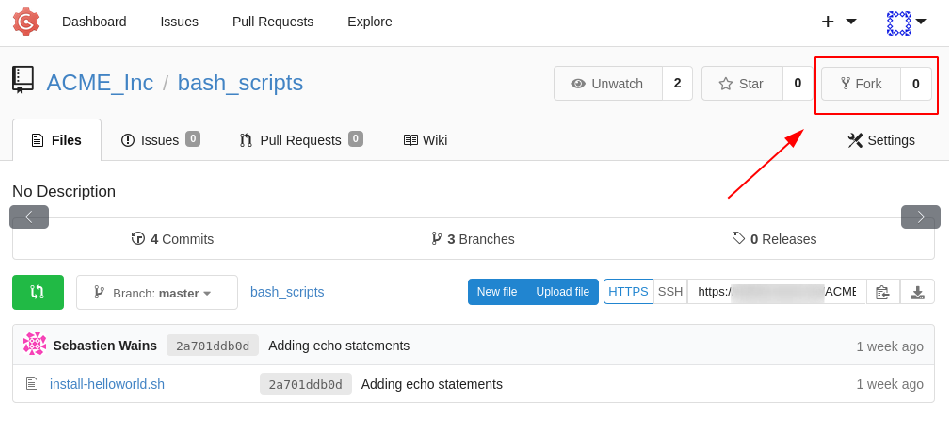 Dashboard Issues Pull Requests Explore
ACME_Inc / bash_scripts Unwatch 2 Star 0 Fork 0
Files Issues 0 Pull Requests 0 Wiki Settings
No Description
4 Commits 3 Branches 0 Releases
Branch: master bash_scripts New file Upload file HTTPS SSH https:/ /ACME
Sebastien Wains 2a701ddb0d Adding echo statements 1 week ago
install-helloworld.sh 2a701ddb0d Adding echo statements 1 week ago